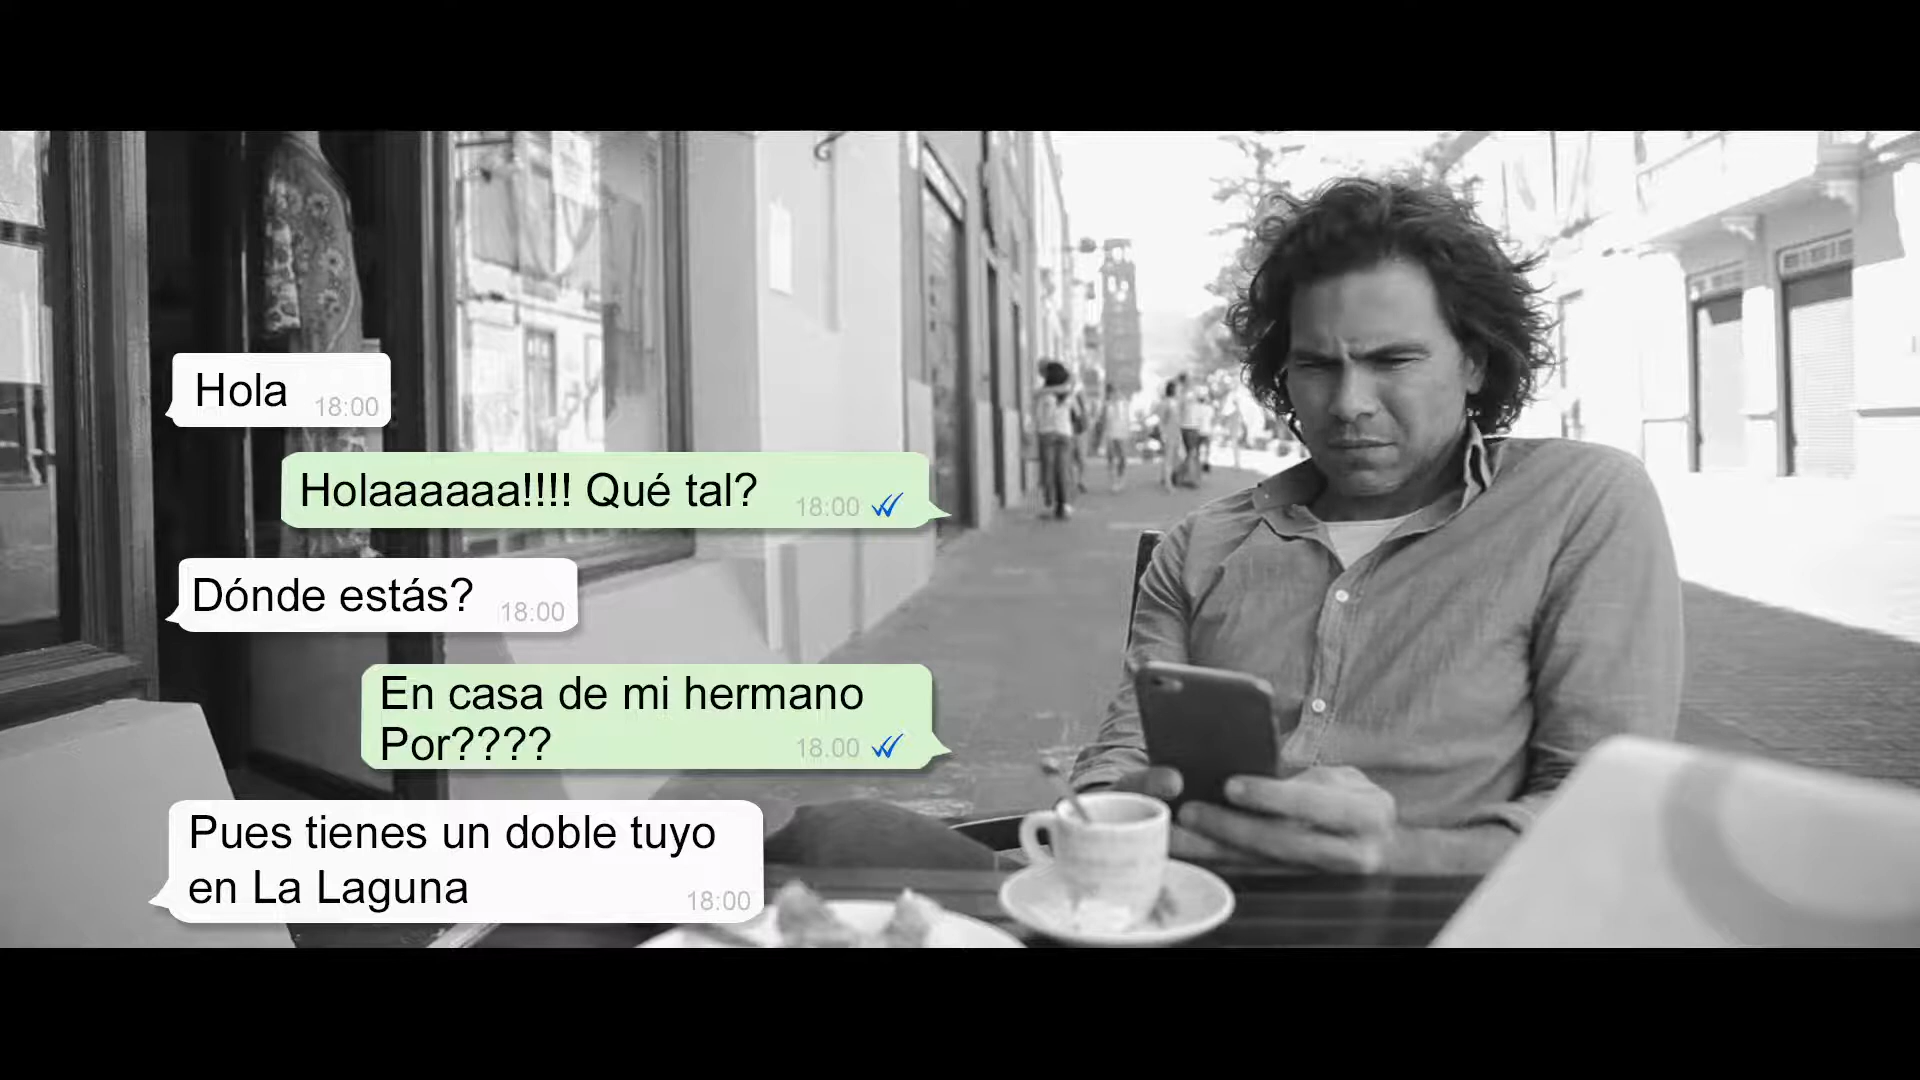 Hola 18:00
Holaaaaaa!!!! Qué tal? 18:00
Dónde estás? 18:00
En casa de mi hermano
Por???? 18.00
Pues tienes un doble tuyo
en La Laguna 18:00